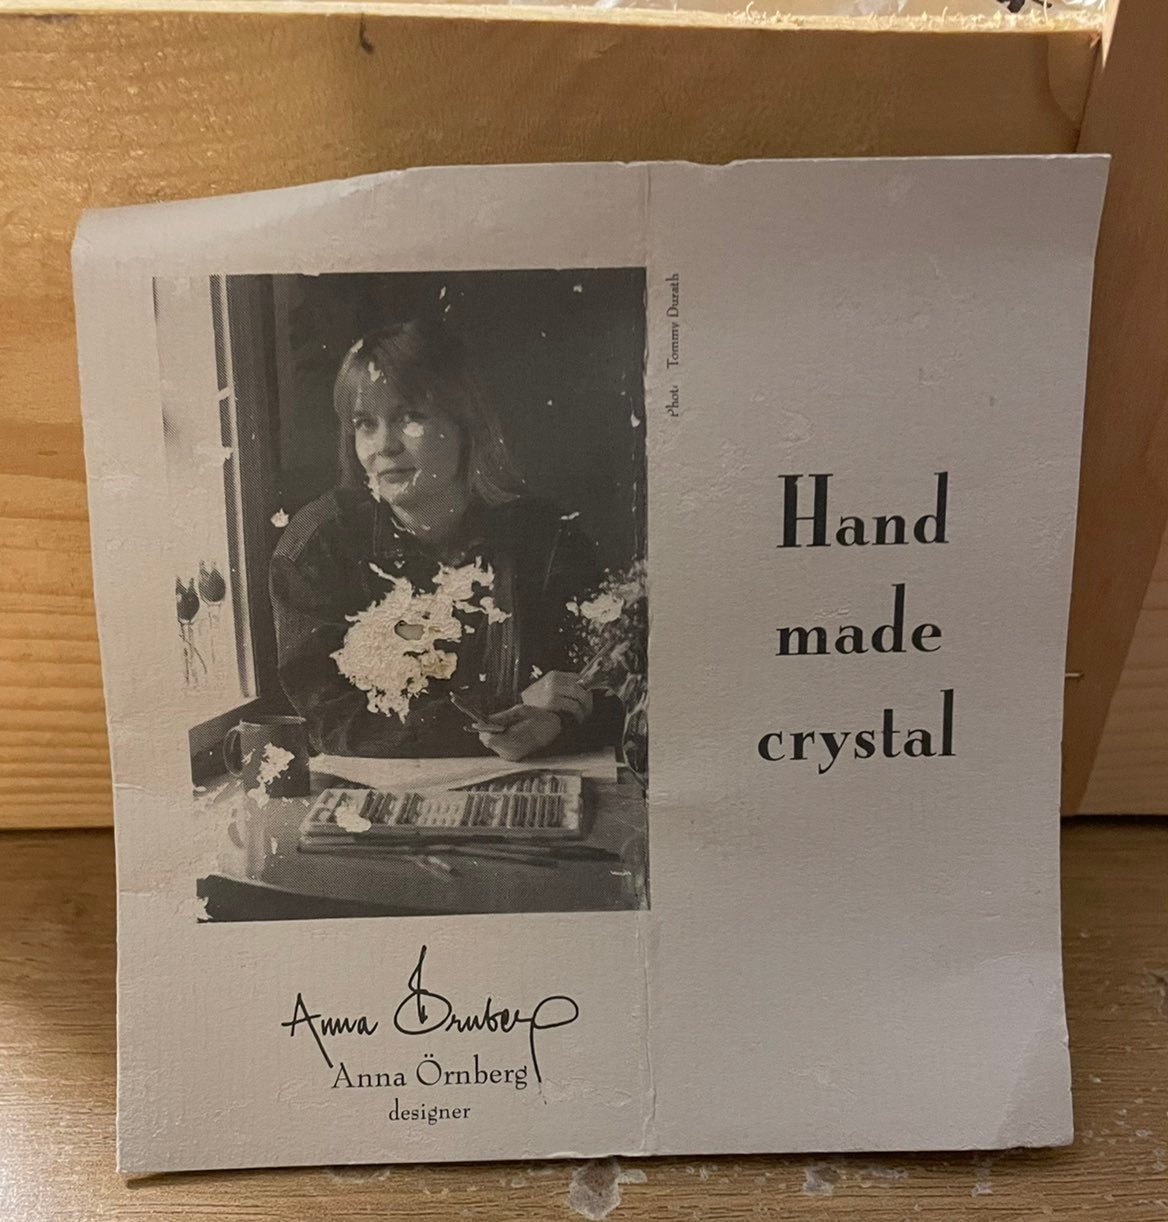 Photo Tommy Durath
Hand
made
crystal
Anna Örnberg
Anna Örnberg
designer